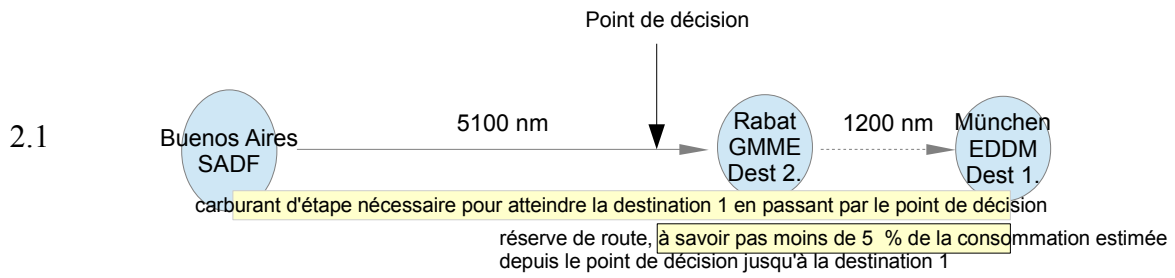 Point de décision
2.1
Buenos Aires
SADF
5100 nm
Rabat
GMME
Dest 2.
1200 nm
München
EDDM
Dest 1.
carburant d'étape nécessaire pour atteindre la destination 1 en passant par le point de décision
réserve de route, à savoir pas moins de 5 % de la consommation estimée
depuis le point de décision jusqu'à la destination 1